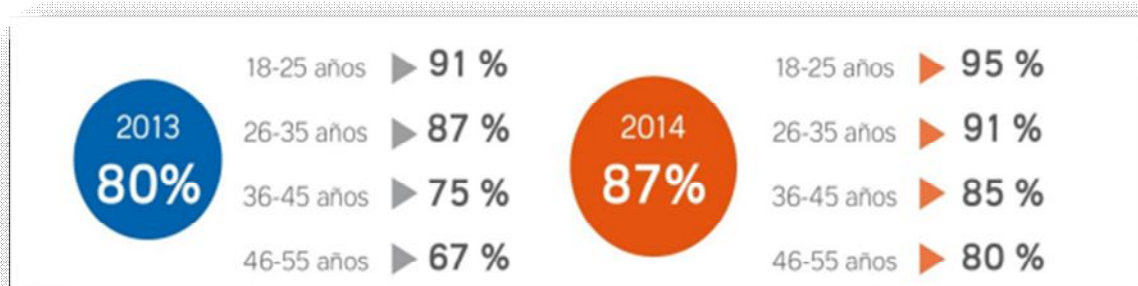 2013
80%
18-25 años 91 %
26-35 años 87 %
36-45 años 75 %
46-55 años 67 %
2014
87%
18-25 años 95 %
26-35 años 91 %
36-45 años 85 %
46-55 años 80 %